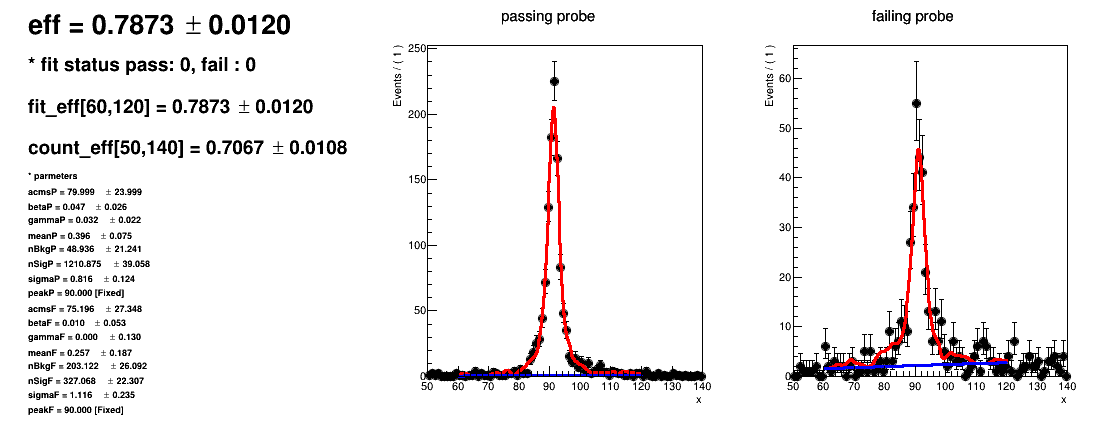 eff = 0.7873 ± 0.0120
* fit status pass: 0, fail : 0
fit_eff[60,120] = 0.7873 ± 0.0120
count_eff[50,140] = 0.7067 ± 0.0108
* parmeters
acmsP = 79.999 ± 23.999
betaP = 0.047 ± 0.026
gammaP = 0.032 ± 0.022
meanP = 0.396 ± 0.075
nBkgP = 48.936 ± 21.241
nSigP = 1210.875 ± 39.058
sigmaP = 0.816 ± 0.124
peakP = 90.000 [Fixed]
acmsF = 75.196 ± 27.348
betaF = 0.010 ± 0.053
gammaF = 0.000 ± 0.130
meanF = 0.257 ± 0.187
nBkgF = 203.122 ± 26.092
nSigF = 327.068 ± 22.307
sigmaF = 1.116 ± 0.235
peakF = 90.000 [Fixed]
passing probe
Events / ( 1 )
250
200
150
100
50
0
50 60 70 80 90 100 110 120 130 140
x
failing probe
Events / ( 1 )
60
50
40
30
20
10
0
50 60 70 80 90 100 110 120 130 140
x